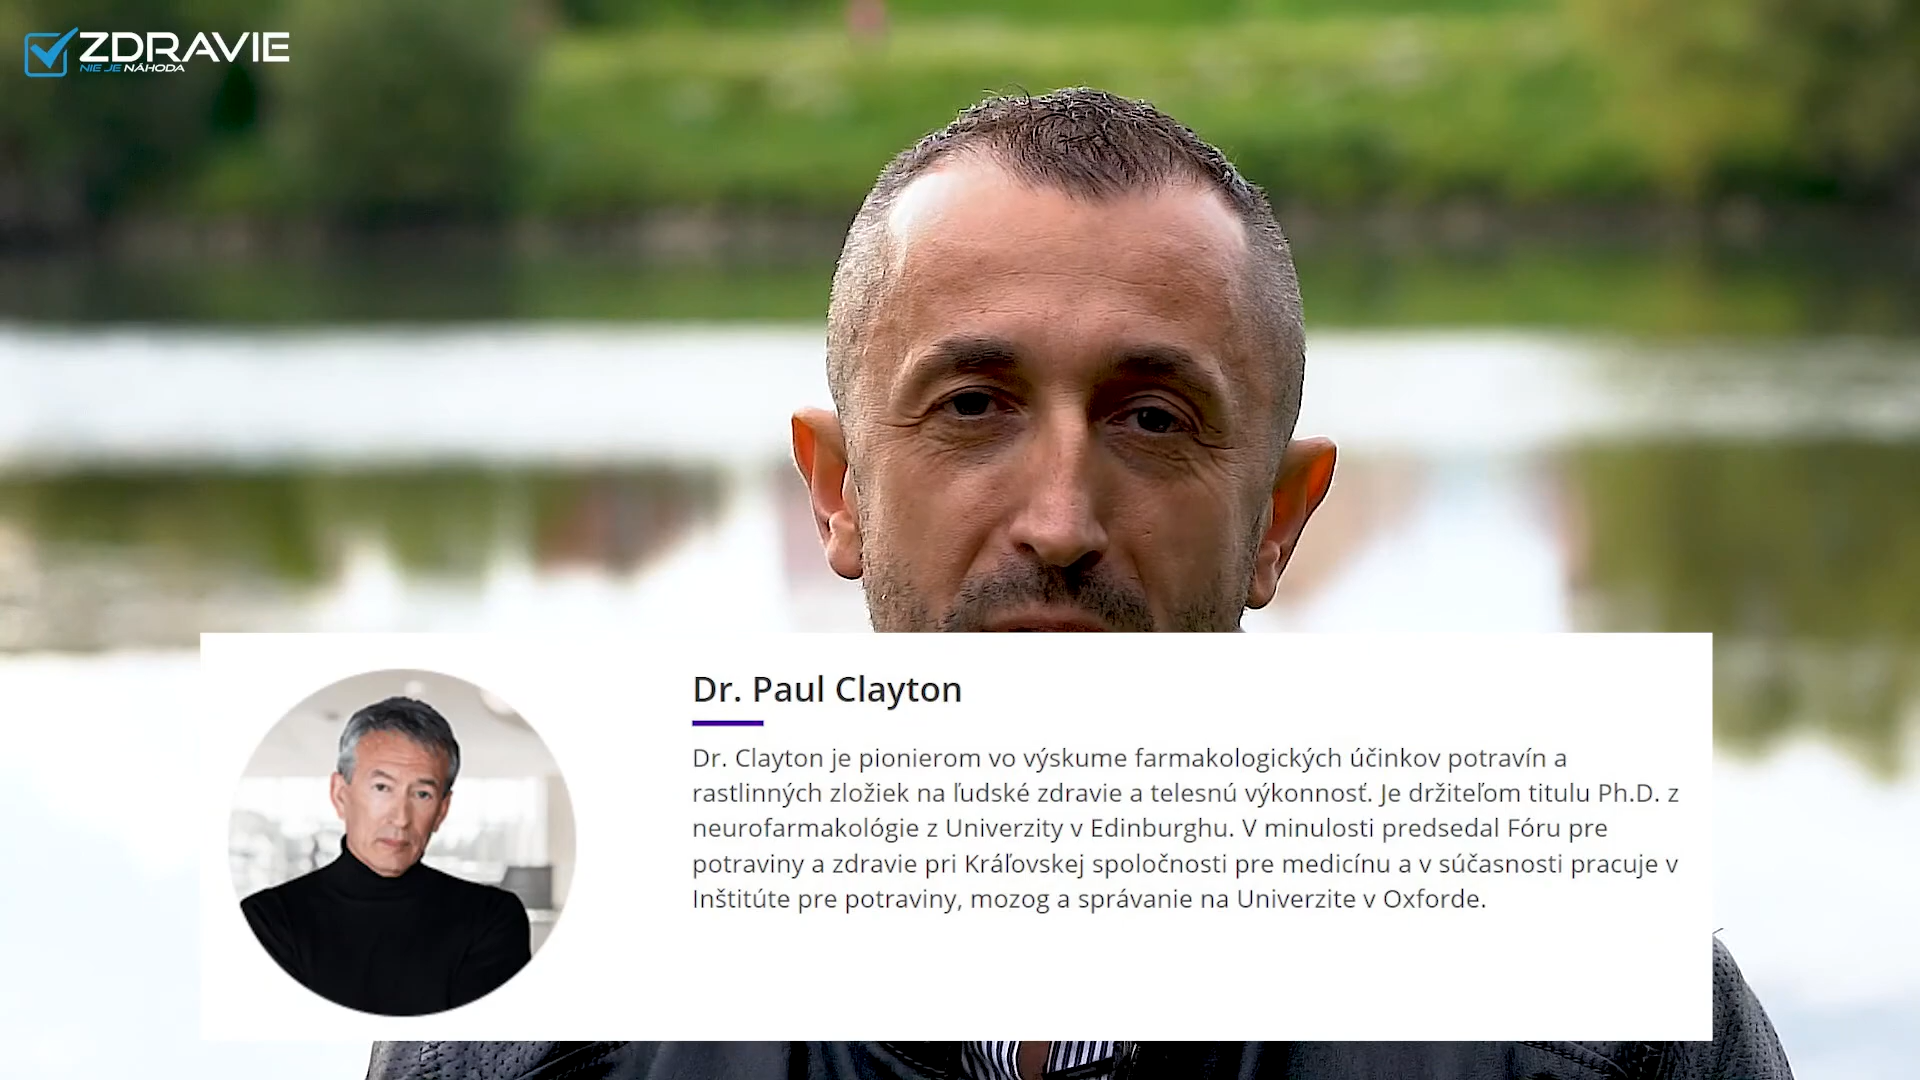 ZDRAVIE
NIE JE NÁHODA
Dr. Paul Clayton
Dr. Clayton je pionierom vo výskume farmakologických účinkov potravín a
rastlinných zložiek na ľudské zdravie a telesnú výkonnosť. Je držiteľom titulu Ph.D. z
neurofarmakológie z Univerzity v Edinburghu. V minulosti predsedal Fóru pre
potraviny a zdravie pri Kráľovskej spoločnosti pre medicínu a v súčasnosti pracuje v
Inštitúte pre potraviny, mozog a správanie na Univerzite v Oxforde.